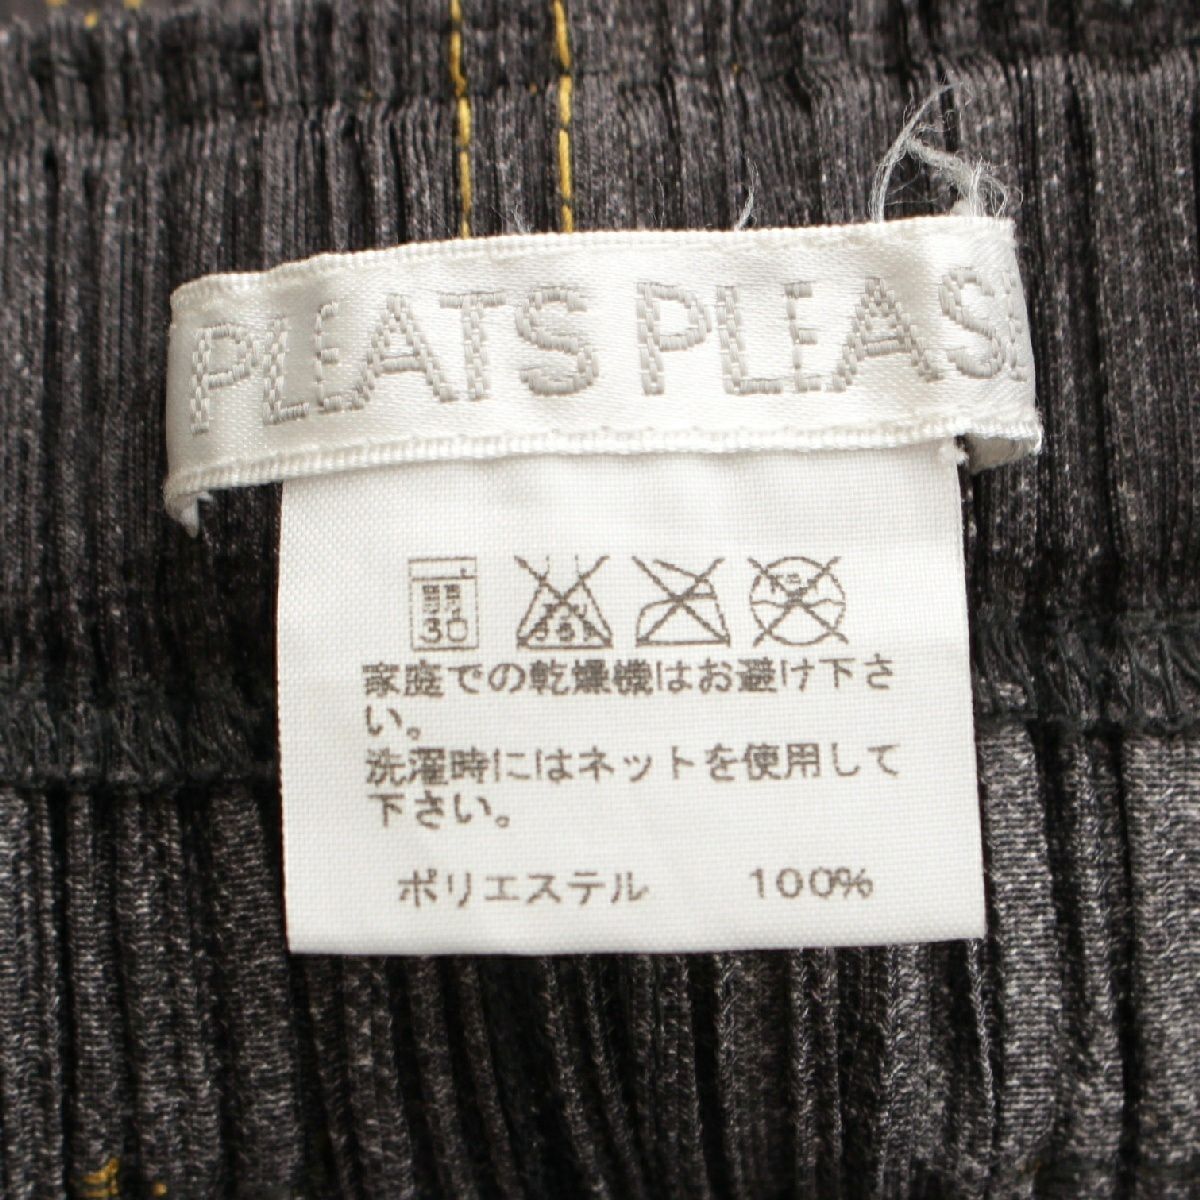 PLEATS PLEASE
30
家庭での乾燥機はお避け下さ
い。
洗濯時にはネットを使用して
下さい。
ポリエステル 100%